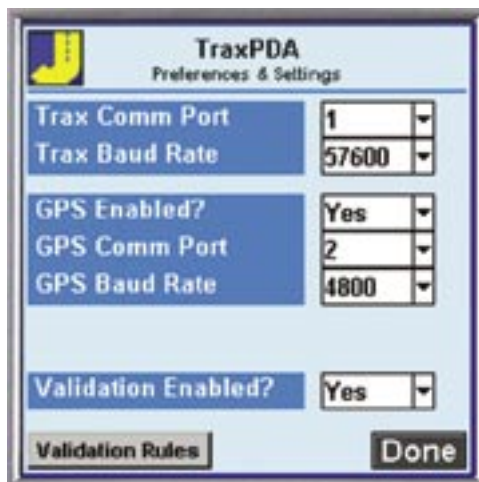 TraxPDA
Preferences & Settings
Trax Comm Port 1
Trax Baud Rate 57600
GPS Enabled? Yes
GPS Comm Port 2
GPS Baud Rate 4800
Validation Enabled? Yes
Validation Rules Done